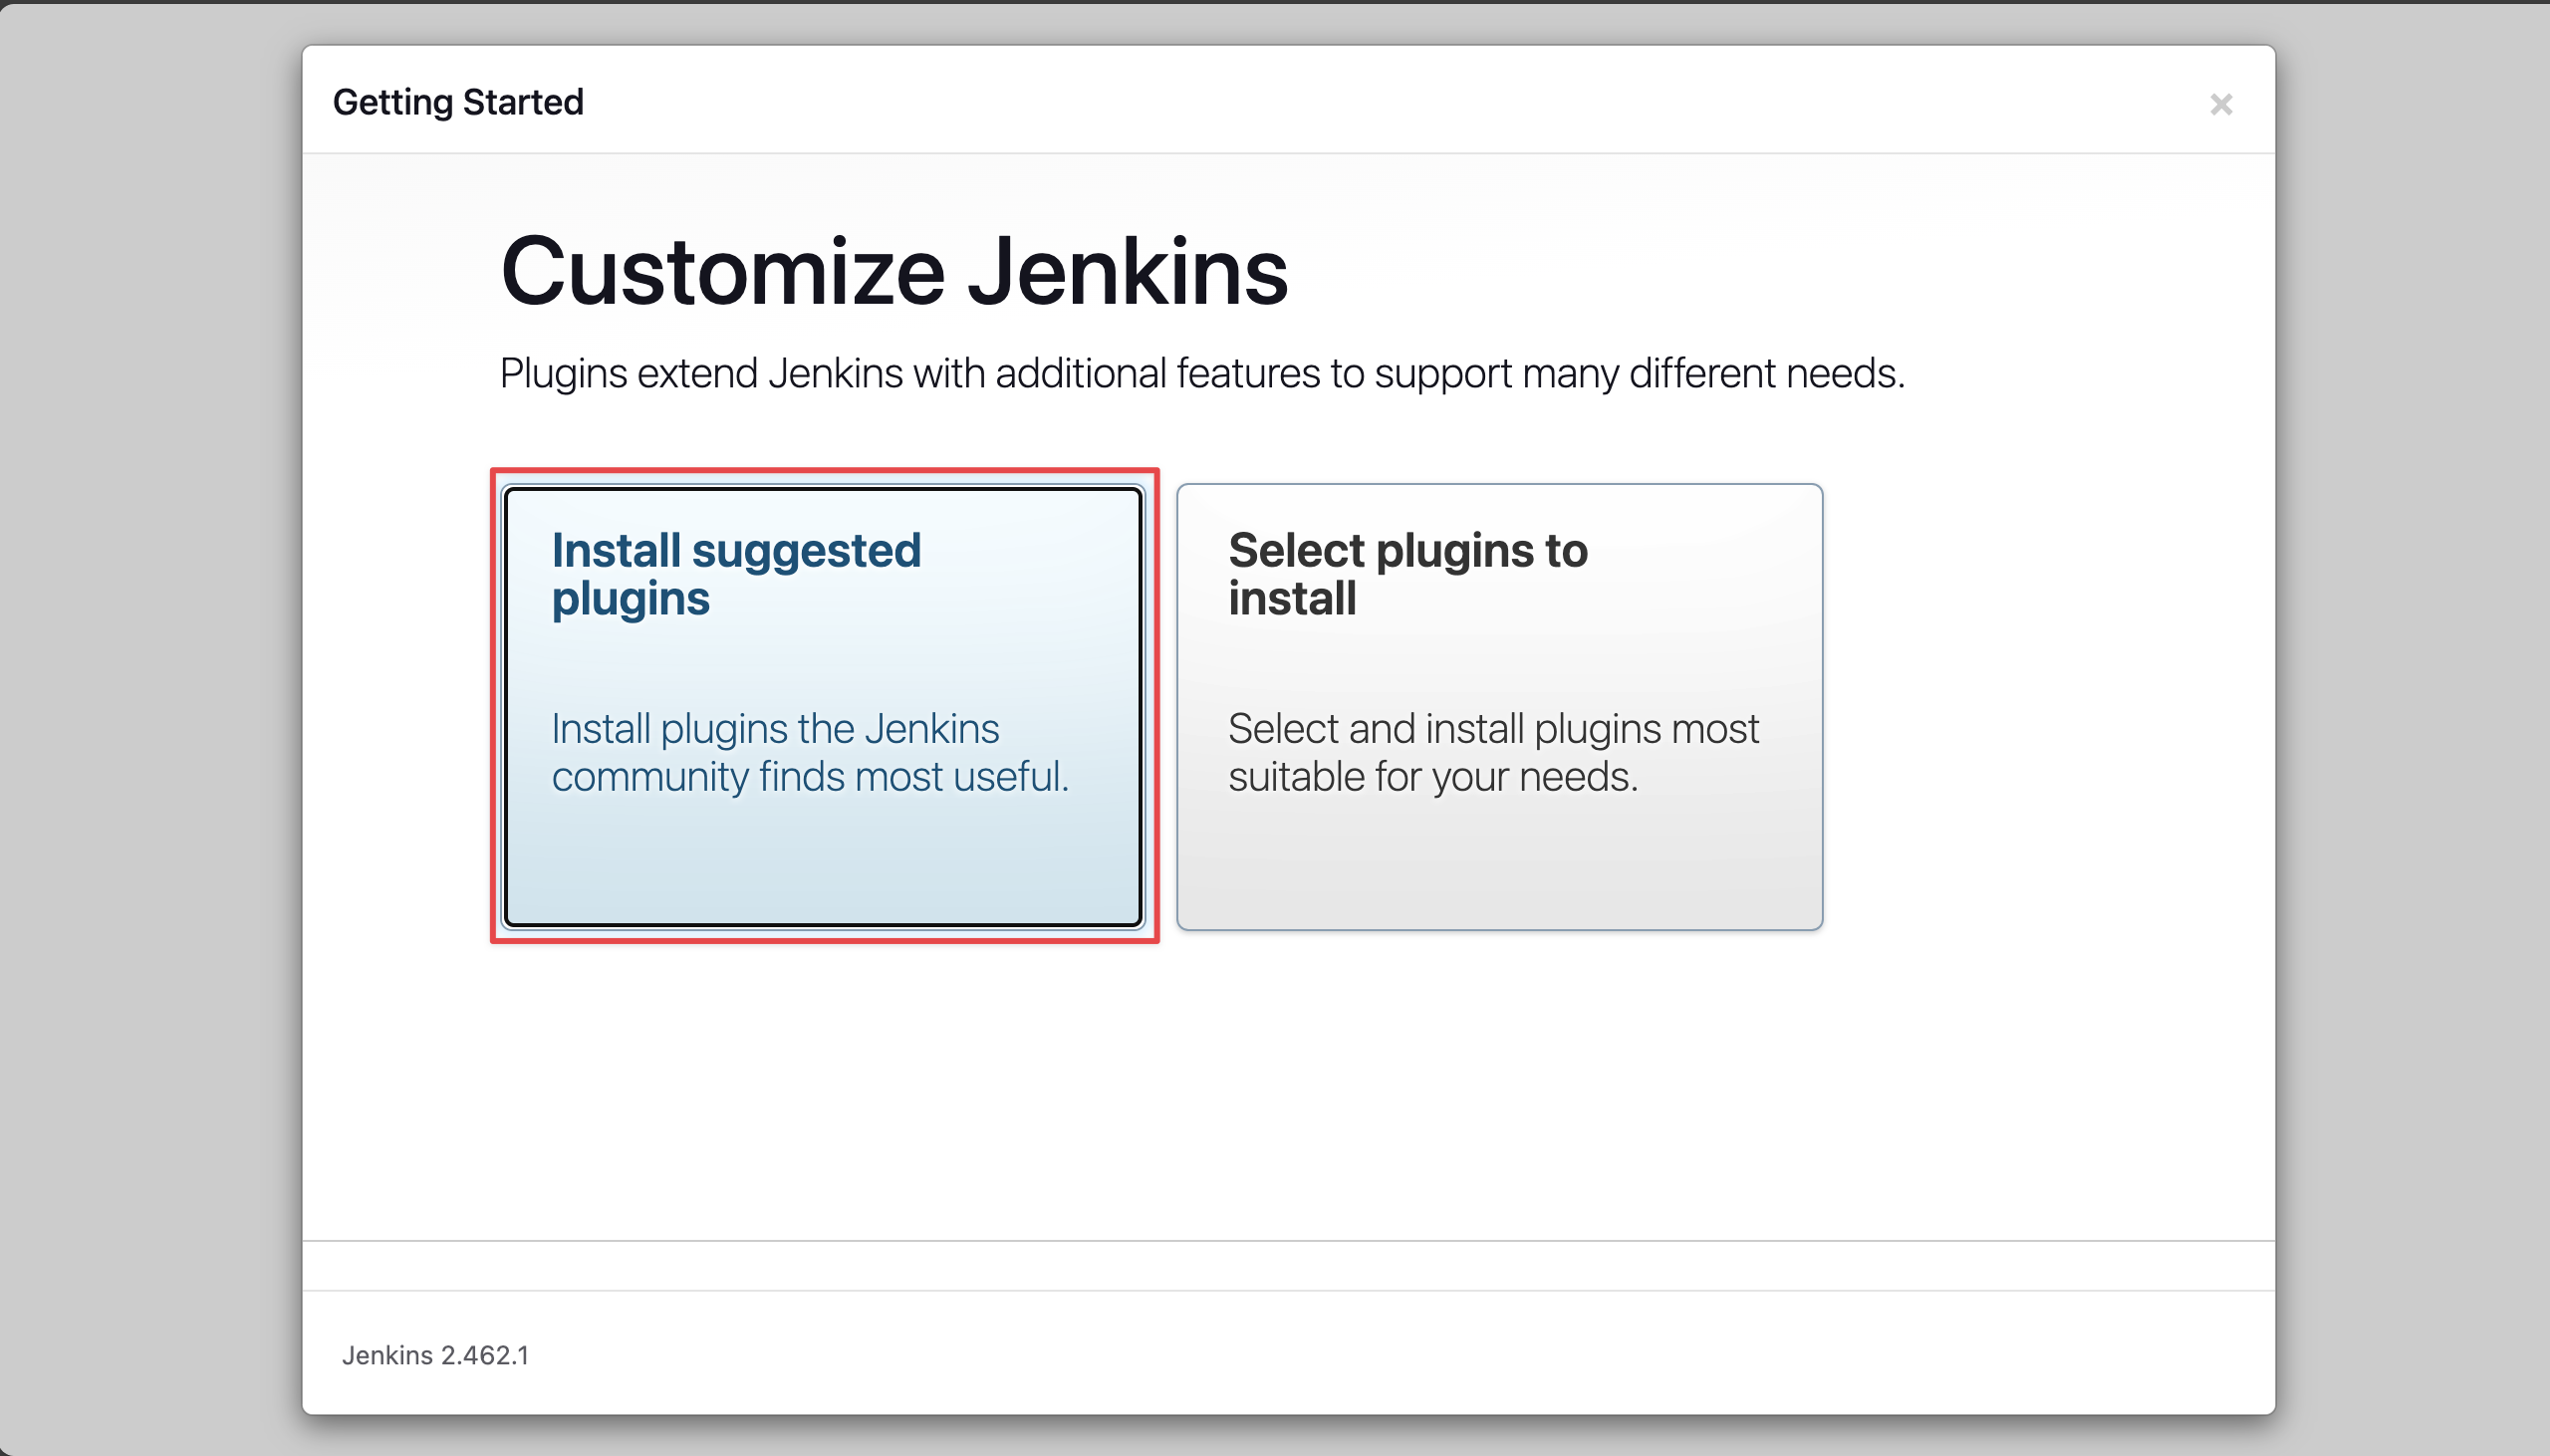 Getting Started
Customize Jenkins
Plugins extend Jenkins with additional features to support many different needs.
Install suggested
plugins
Install plugins the Jenkins
community finds most useful.
Select plugins to
install
Select and install plugins most
suitable for your needs.
Jenkins 2.462.1